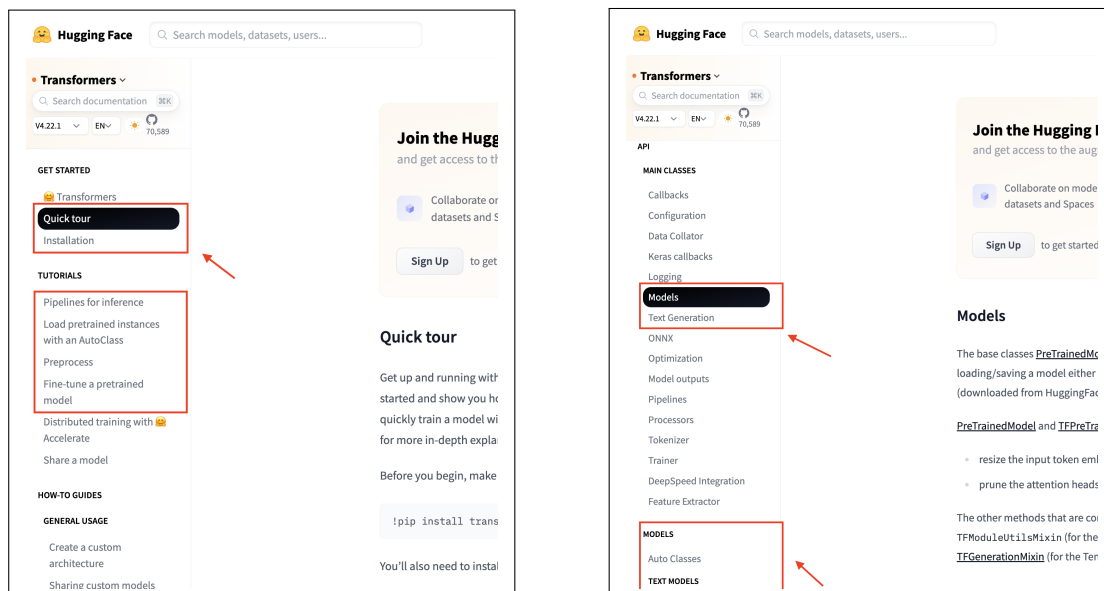 Hugging Face
Search models, datasets, users...
Transformers
Search documentation ⌘K
V4.22.1 EN 70,589
GET STARTED
🤗 Transformers
Quick tour
Installation
TUTORIALS
Pipelines for inference
Load pretrained instances
with an AutoClass
Preprocess
Fine-tune a pretrained
model
Distributed training with 🤗
Accelerate
Share a model
HOW-TO GUIDES
GENERAL USAGE
Create a custom
architecture
Sharing custom models
Join the Hugg
and get access to th
Collaborate on
datasets and S
Sign Up to get
Quick tour
Get up and running with
started and show you ho
quickly train a model wi
for more in-depth expla
Before you begin, make
!pip install trans
You'll also need to instal
Hugging Face
Search models, datasets, users...
Transformers
Search documentation ⌘K
V4.22.1 EN 70,589
API
MAIN CLASSES
Callbacks
Configuration
Data Collator
Keras callbacks
Logging
Models
Text Generation
ONNX
Optimization
Model outputs
Pipelines
Processors
Tokenizer
Trainer
DeepSpeed Integration
Feature Extractor
MODELS
Auto Classes
TEXT MODELS
Join the Hugging
and get access to the aug
Collaborate on mode
datasets and Spaces
Sign Up to get started
Models
The base classes PreTrainedMo
loading/saving a model either
(downloaded from HuggingFac
PreTrainedModel and TFPreTra
resize the input token em
prune the attention heads
The other methods that are co
TFModuleUtilsMixin (for the
TFGenerationMixin (for the Ten